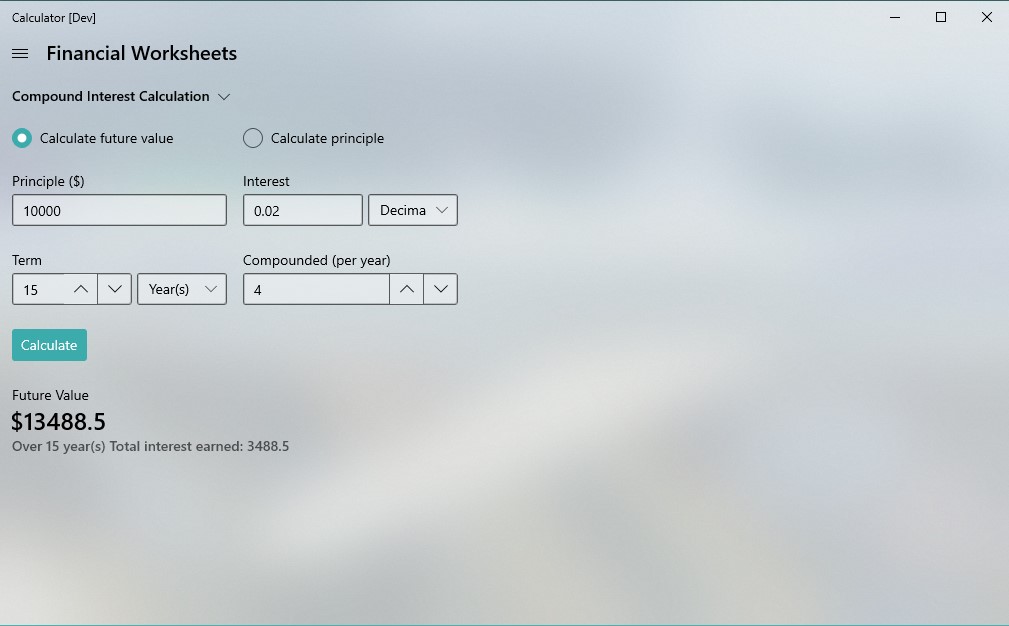 Calculator [Dev]
Financial Worksheets
Compound Interest Calculation
Calculate future value Calculate principle
Principle ($) Interest
10000 0.02 Decima
Term Compounded (per year)
15 Year(s) 4
Calculate
Future Value
$13488.5
Over 15 year(s) Total interest earned: 3488.5